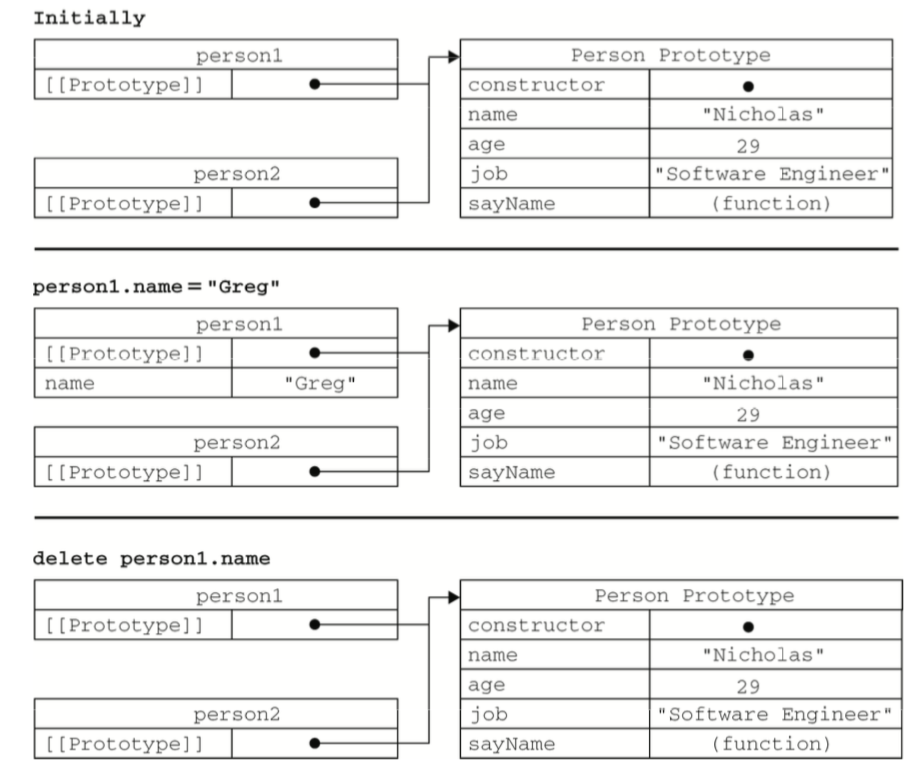 Initially
person1 Person Prototype
[[Prototype]] constructor
name "Nicholas"
age 29
person2 job "Software Engineer"
[[Prototype]] sayName (function)
person1.name = "Greg"
person1 Person Prototype
[[Prototype]] constructor
name "Greg" name "Nicholas"
age 29
person2 job "Software Engineer"
[[Prototype]] sayName (function)
delete person1.name
person1 Person Prototype
[[Prototype]] constructor
name "Nicholas"
age 29
person2 job "Software Engineer"
[[Prototype]] sayName (function)